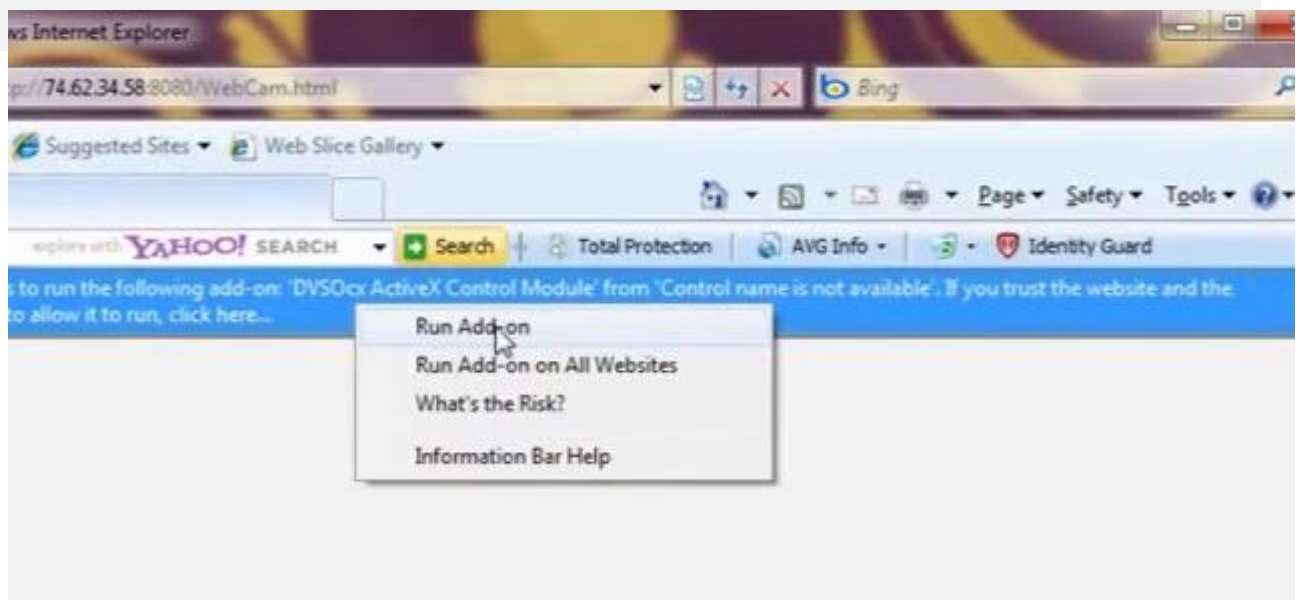 ws Internet Explorer
p://74.62.34.58:8080/WebCam.html
Bing
Suggested Sites
Web Slice Gallery
Page
Safety
Tools
explore with YAHOO! SEARCH
Search
Total Protection
AVG Info
Identity Guard
s to run the following add-on: 'DVSOcx ActiveX Control Module' from 'Control name is not available'. If you trust the website and the
to allow it to run, click here...
Run Add-on
Run Add-on on All Websites
What's the Risk?
Information Bar Help